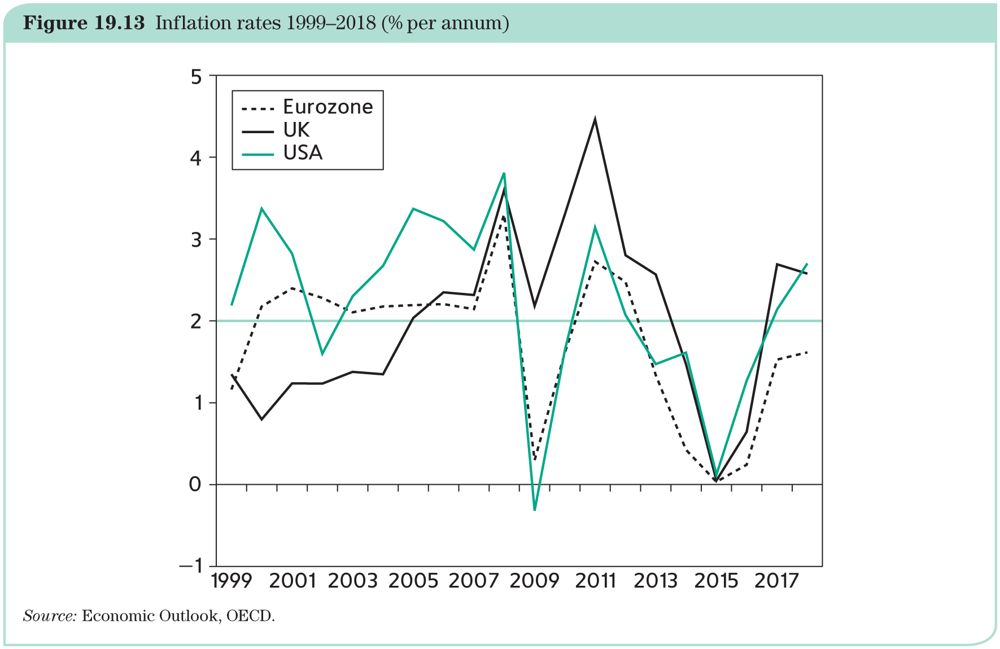 Figure 19.13 Inflation rates 1999–2018 (% per annum)
5
Eurozone
UK
USA
4
3
2
1
0
−1
1999 2001 2003 2005 2007 2009 2011 2013 2015 2017
Source: Economic Outlook, OECD.